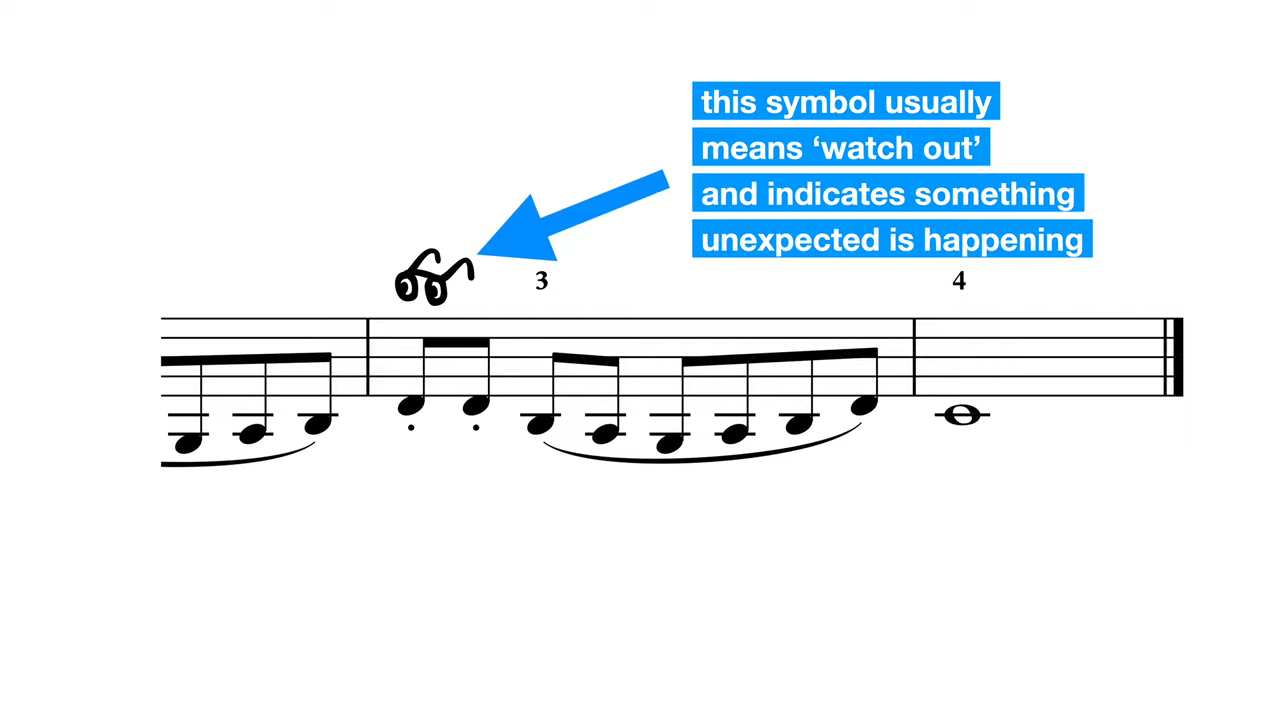 this symbol usually
means ‘watch out’
and indicates something
unexpected is happening
3 4